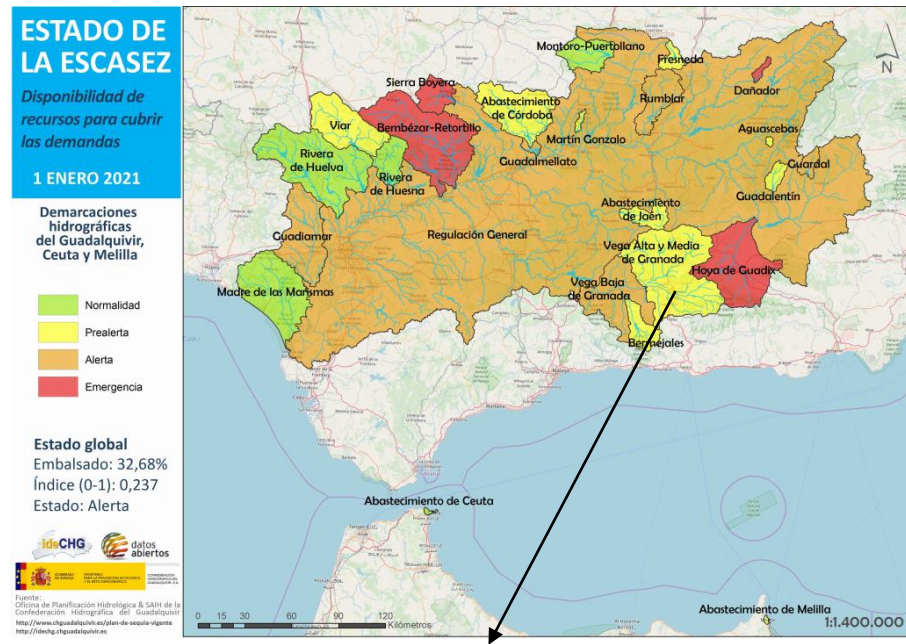 ESTADO DE
LA ESCASEZ
Disponibilidad de
recursos para cubrir
las demandas
1 ENERO 2021
Demarcaciones
hidrográficas
del Guadalquivir,
Ceuta y Melilla
Normalidad
Prealerta
Alerta
Emergencia
Estado global
Embalsado: 32,68%
Índice (0-1): 0,237
Estado: Alerta
ideCHG
datos
abiertos
Fuente:
Oficina de Planificación Hidrológica & SAIH de la
Confederación Hidrográfica del Guadalquivir
http://www.chguadalquivir.es/plan-de-sequia-vigente
http://idechg.chguadalquivir.es
Montoro-Puertollano
Fresneda
N
Sierra Boyera
Dañador
Abastecimiento
de Córdoba
Rumblar
Viar
Bembézar-Retortillo
Martín Gonzalo
Aguascebas
Rivera
de Huelva
Guadalmellato
Guardal
Rivera
de Huesna
Guadalentín
Abastecimiento
de Jaén
Guadiamar
Regulación General
Vega Alta y Media
de Granada
Hoya de Guadix
Madre de las Marismas
Vega Baja
de Granada
Bermejales
Abastecimiento de Ceuta
Abastecimiento de Melilla
0 30 60 90 120
Kilómetros
1:1.400.000